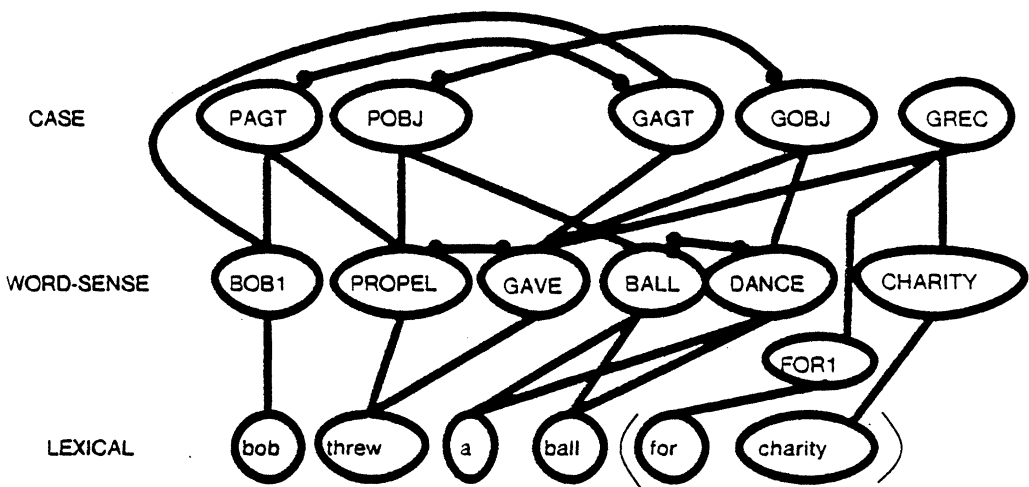 CASE PAGT POBJ GAGT GOBJ GREC
WORD-SENSE BOB1 PROPEL GAVE BALL DANCE CHARITY
FOR1
LEXICAL bob threw a ball ( for charity )